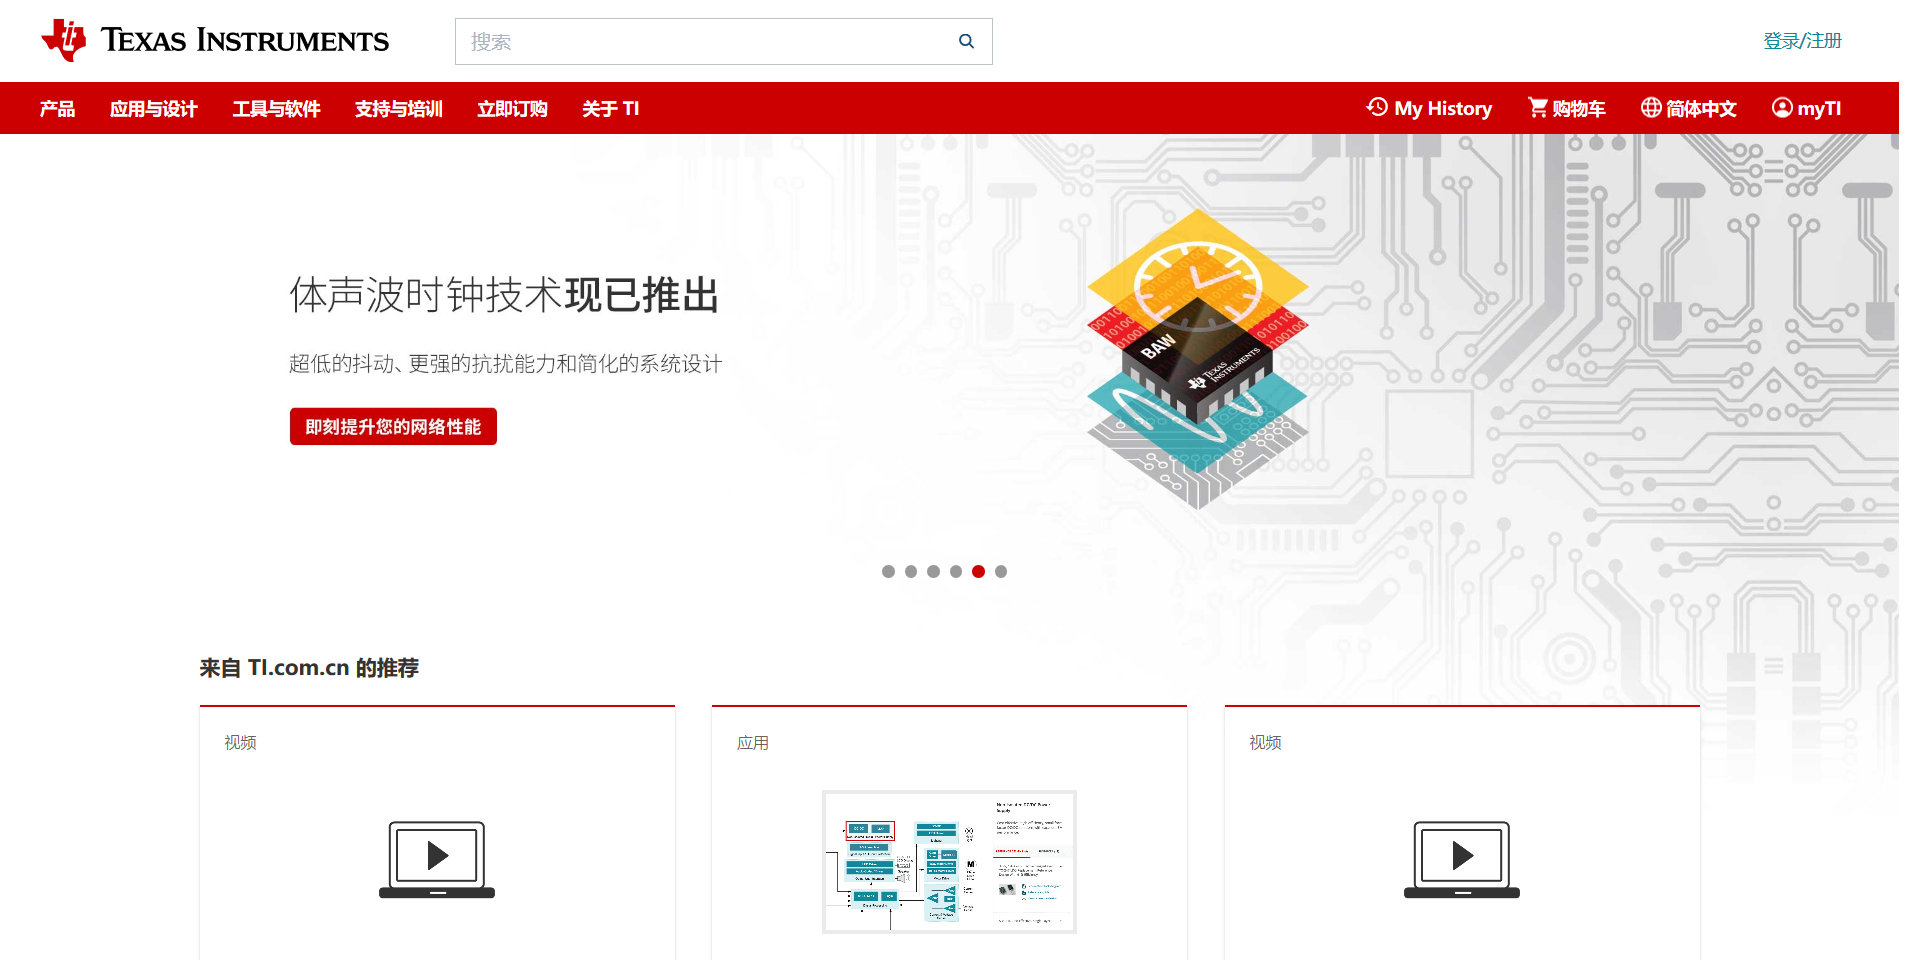 TEXAS INSTRUMENTS
搜索
登录/注册
产品 应用与设计 工具与软件 支持与培训 立即订购 关于 TI
My History 购物车 简体中文 myTI
体声波时钟技术现已推出
超低的抖动、更强的抗扰能力和简化的系统设计
即刻提升您的网络性能
BAW
TEXAS
INSTRUMENTS
来自 TI.com.cn 的推荐
视频
应用
视频